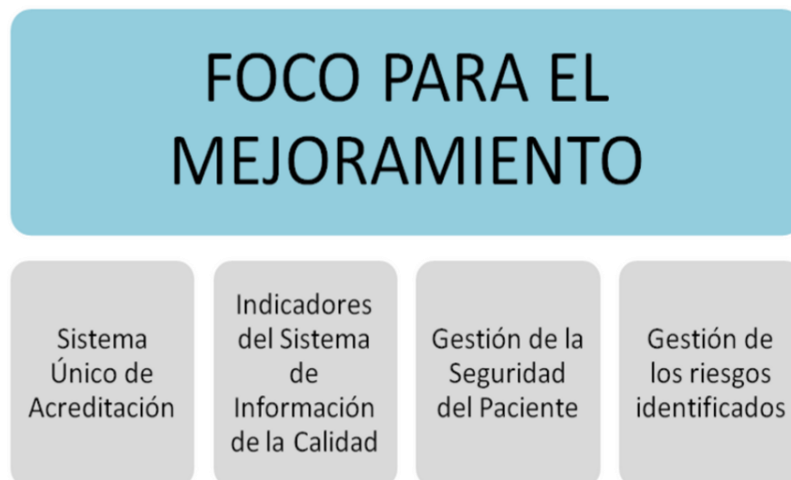 FOCO PARA EL
MEJORAMIENTO
Sistema
Único de
Acreditación
Indicadores
del Sistema
de
Información
de la Calidad
Gestión de la
Seguridad
del Paciente
Gestión de
los riesgos
identificados